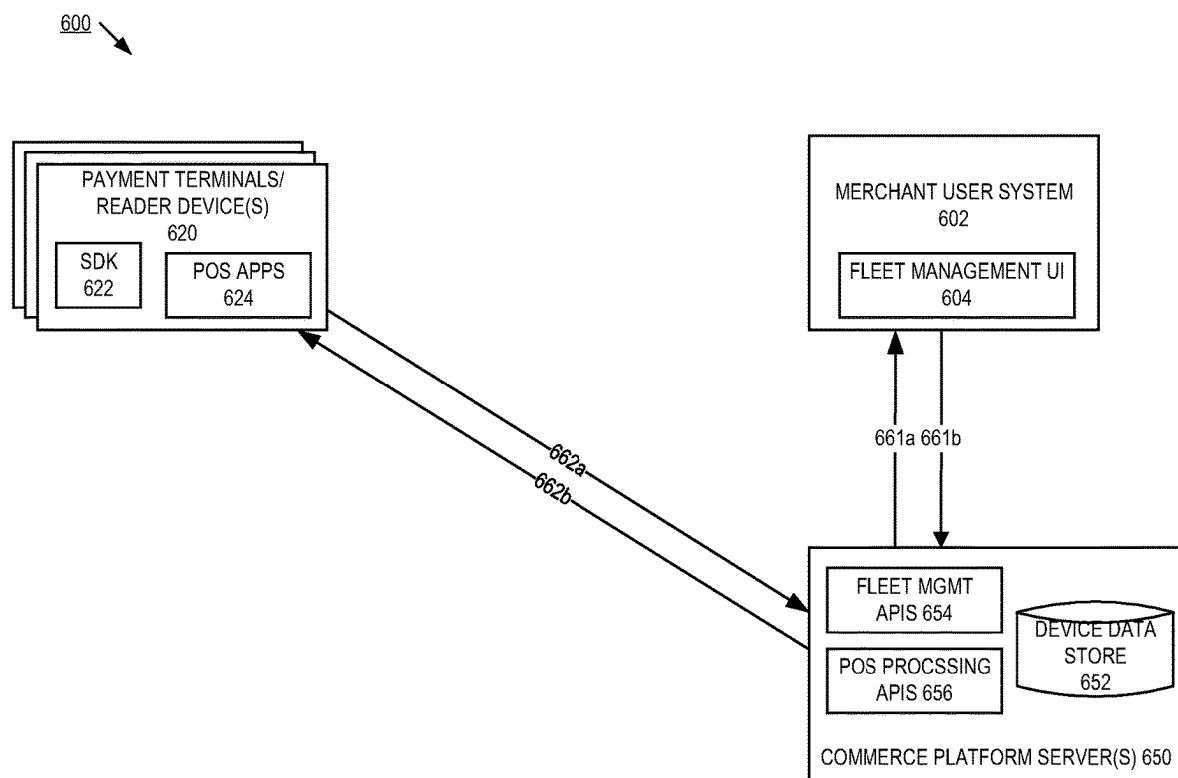 600
PAYMENT TERMINALS/
READER DEVICE(S)
620
SDK
622
POS APPS
624
MERCHANT USER SYSTEM
602
FLEET MANAGEMENT UI
604
662a
662b
661a 661b
FLEET MGMT
APIS 654
POS PROCSSING
APIS 656
DEVICE DATA
STORE
652
COMMERCE PLATFORM SERVER(S) 650